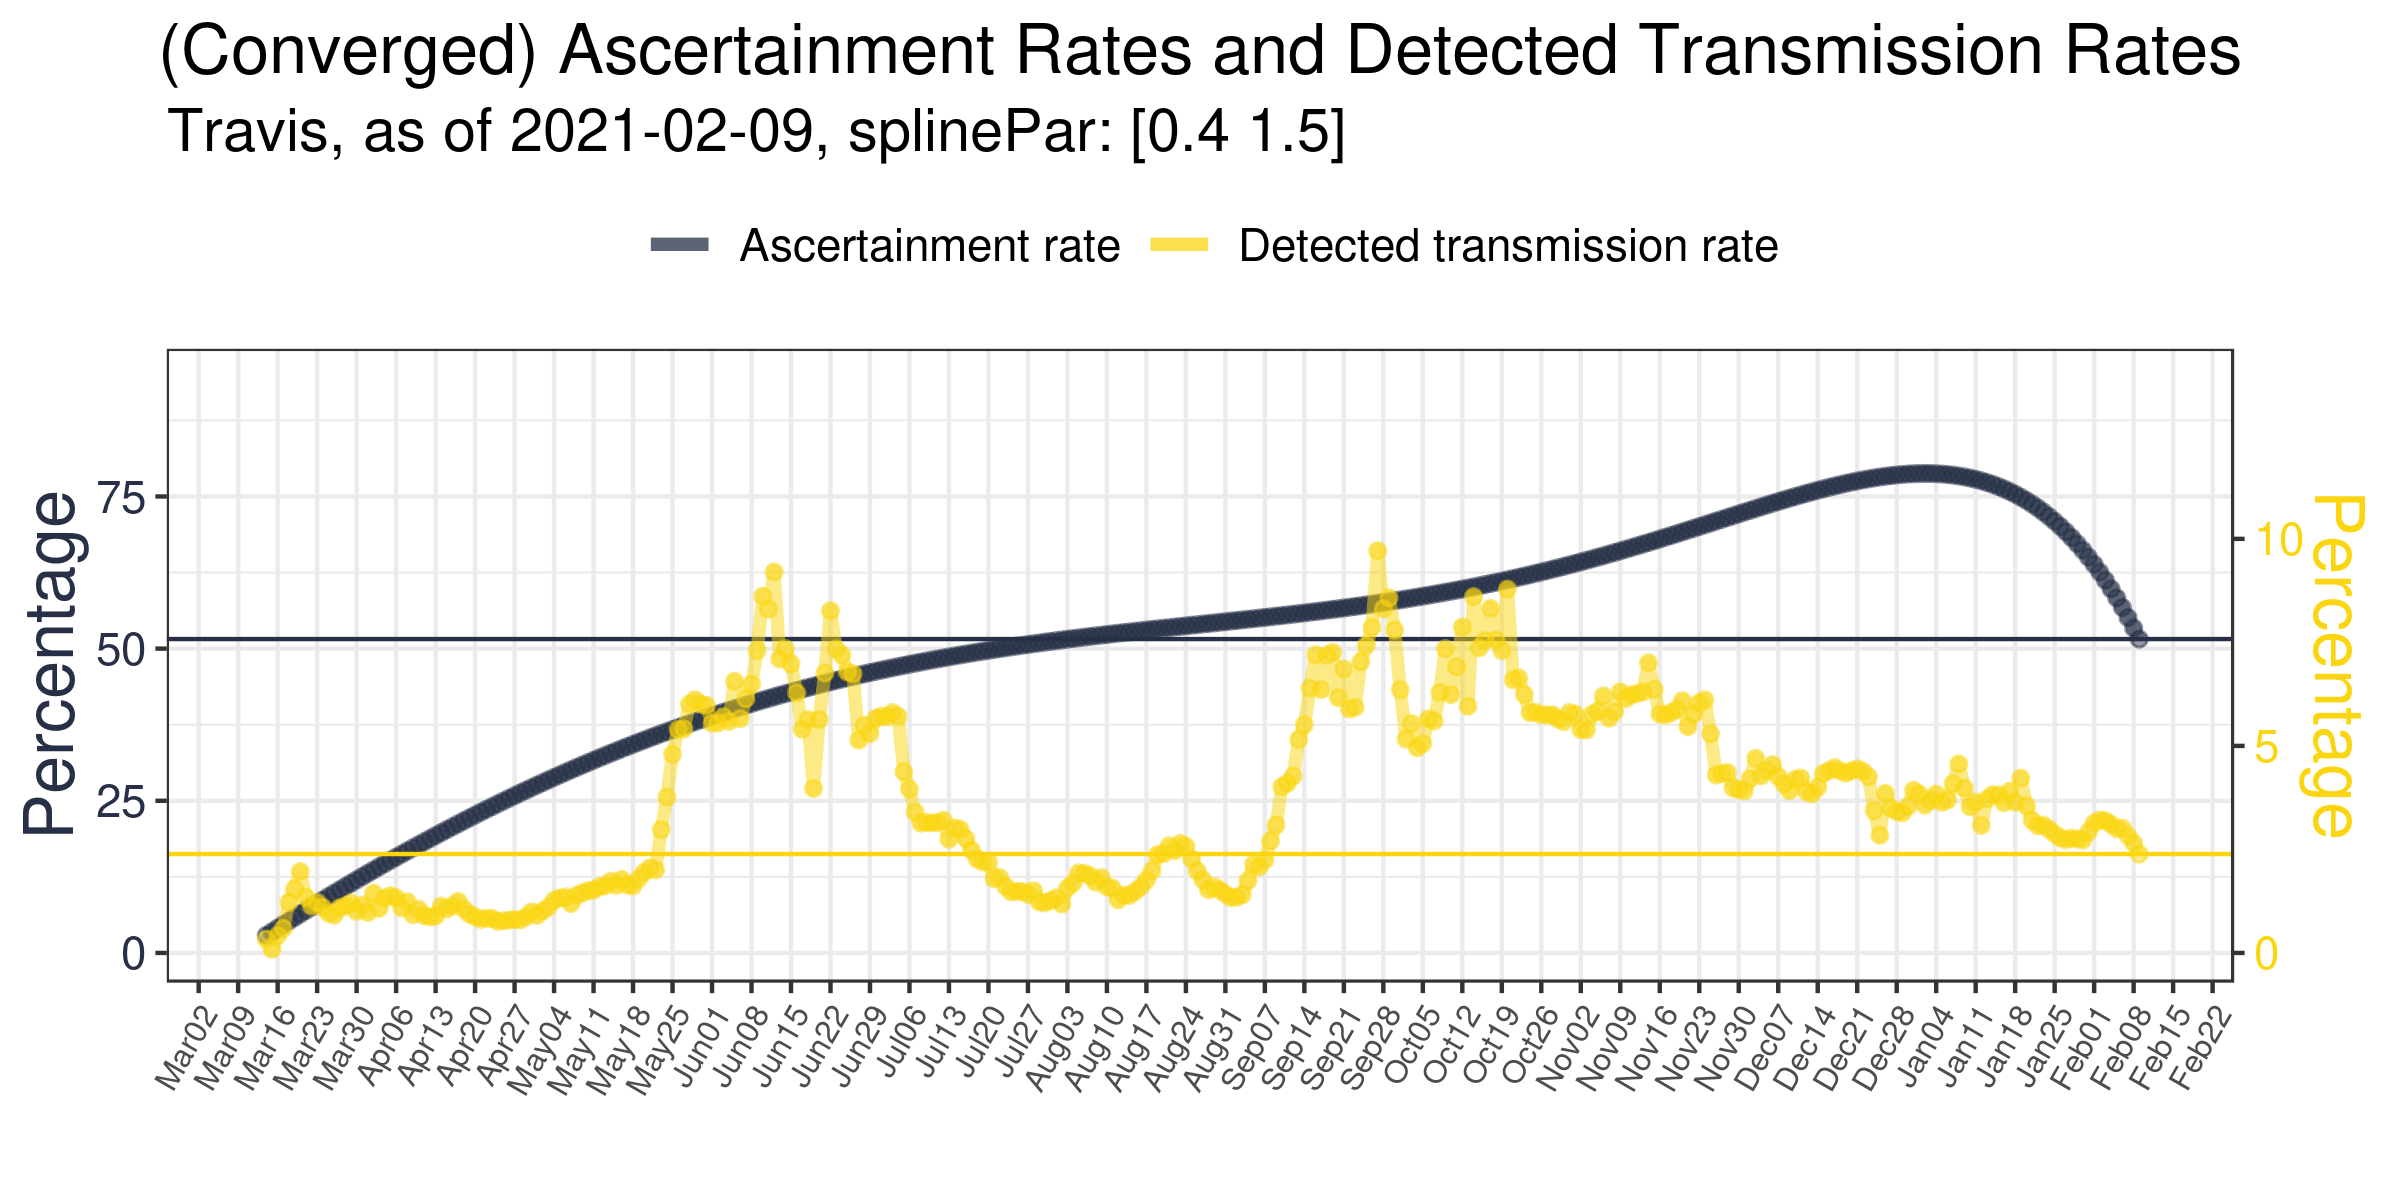 (Converged) Ascertainment Rates and Detected Transmission Rates
Travis, as of 2021-02-09, splinePar: [0.4 1.5]
Ascertainment rate Detected transmission rate
Percentage
75
50
25
0
10
5
0
Percentage
Mar02 Mar09 Mar16 Mar23 Mar30 Apr06 Apr13 Apr20 Apr27 May04 May11 May18 May25 Jun01 Jun08 Jun15 Jun22 Jun29 Jul06 Jul13 Jul20 Jul27 Aug03 Aug10 Aug17 Aug24 Aug31 Sep07 Sep14 Sep21 Sep28 Oct05 Oct12 Oct19 Oct26 Nov02 Nov09 Nov16 Nov23 Nov30 Dec07 Dec14 Dec21 Dec28 Jan04 Jan11 Jan18 Jan25 Feb01 Feb08 Feb15 Feb22